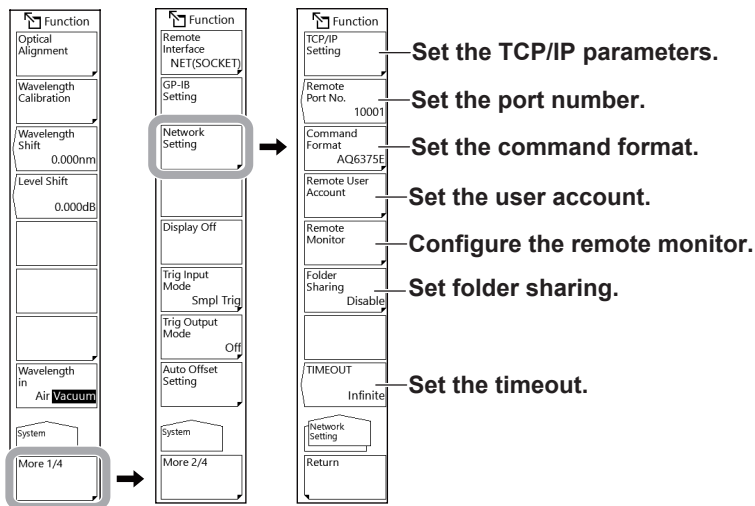 Function
Optical
Alignment
Wavelength
Calibration
Wavelength
Shift
0.000nm
Level Shift
0.000dB
Wavelength
in
Air Vacuum
System
More 1/4
Function
Remote
Interface
NET(SOCKET)
GP-IB
Setting
Network
Setting
Display Off
Trig Input
Mode
Smpl Trig
Trig Output
Mode
Off
Auto Offset
Setting
System
More 2/4
Function
TCP/IP
Setting
Remote
Port No.
10001
Command
Format
AQ6375E
Remote User
Account
Remote
Monitor
Folder
Sharing
Disable
TIMEOUT
Infinite
Network
Setting
Return
Set the TCP/IP parameters.
Set the port number.
Set the command format.
Set the user account.
Configure the remote monitor.
Set folder sharing.
Set the timeout.